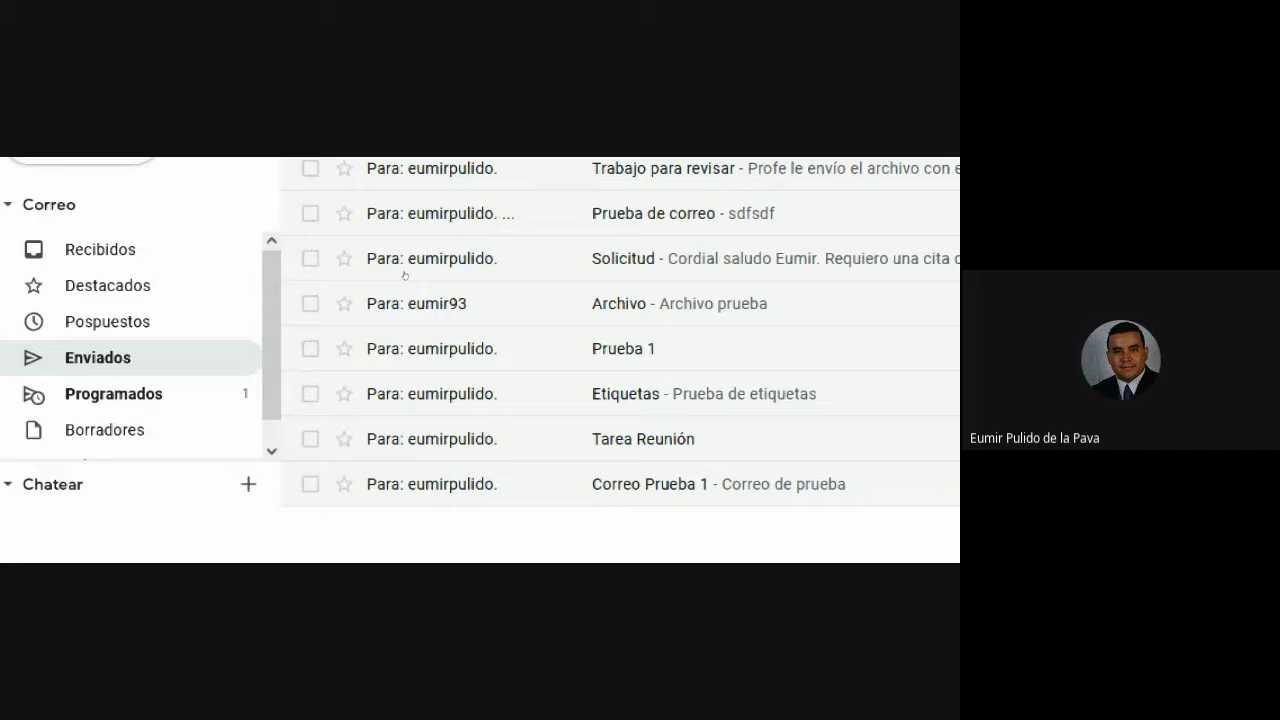 Correo
Recibidos
Destacados
Pospuestos
Enviados
Programados 1
Borradores
Chatear
Para: eumirpulido. Trabajo para revisar - Profe le envío el archivo con e
Para: eumirpulido. ... Prueba de correo - sdfsdf
Para: eumirpulido. Solicitud - Cordial saludo Eumir. Requiero una cita
Para: eumir93 Archivo - Archivo prueba
Para: eumirpulido. Prueba 1
Para: eumirpulido. Etiquetas - Prueba de etiquetas
Para: eumirpulido. Tarea Reunión
Para: eumirpulido. Correo Prueba 1 - Correo de prueba
Eumir Pulido de la Pava